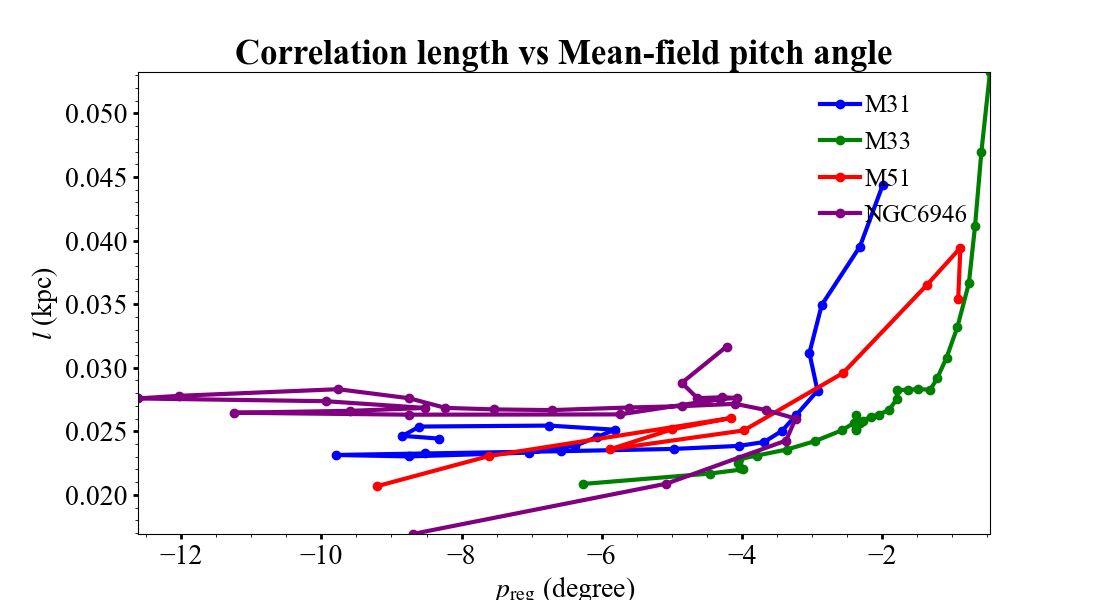 Correlation length vs Mean-field pitch angle
0.050
0.045
0.040
0.035
0.030
0.025
0.020
l (kpc)
M31
M33
M51
NGC6946
−12 −10 −8 −6 −4 −2
p_reg (degree)